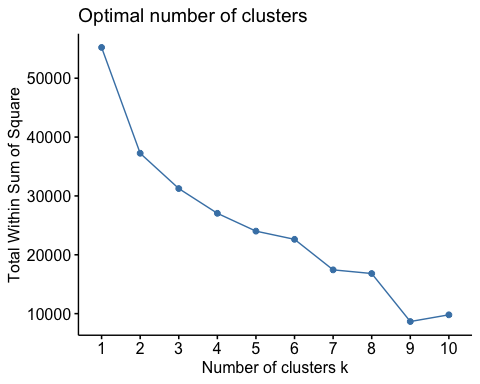 Optimal number of clusters
Total Within Sum of Square
50000
40000
30000
20000
10000
1 2 3 4 5 6 7 8 9 10
Number of clusters k